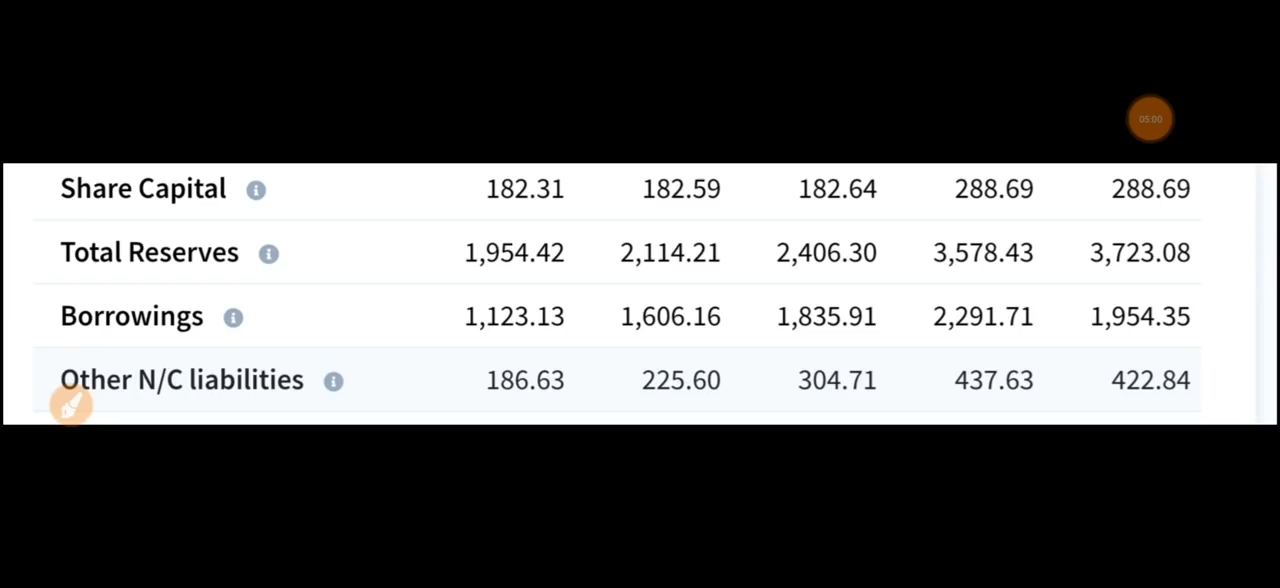 05:00
Share Capital 182.31 182.59 182.64 288.69 288.69
Total Reserves 1,954.42 2,114.21 2,406.30 3,578.43 3,723.08
Borrowings 1,123.13 1,606.16 1,835.91 2,291.71 1,954.35
Other N/C liabilities 186.63 225.60 304.71 437.63 422.84